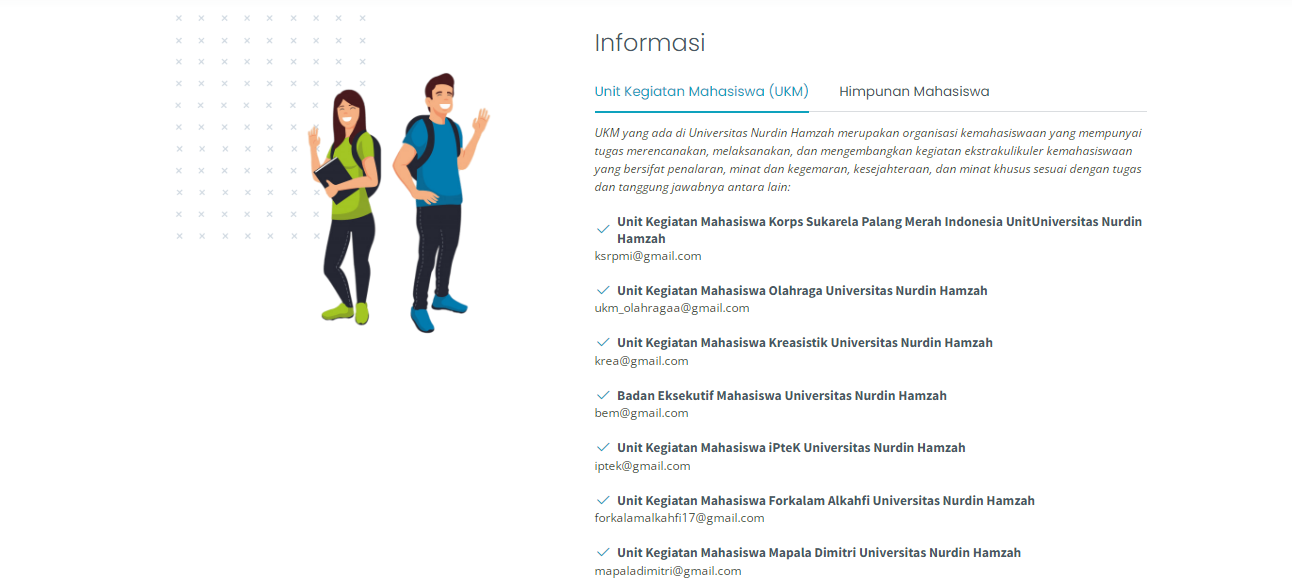 Informasi
Unit Kegiatan Mahasiswa (UKM)
Himpunan Mahasiswa
UKM yang ada di Universitas Nurdin Hamzah merupakan organisasi kemahasiswaan yang mempunyai
tugas merencanakan, melaksanakan, dan mengembangkan kegiatan ekstrakulikuler kemahasiswaan
yang bersifat penalaran, minat dan kegemaran, kesejahteraan, dan minat khusus sesuai dengan tugas
dan tanggung jawabnya antara lain:
Unit Kegiatan Mahasiswa Korps Sukarela Palang Merah Indonesia UnitUniversitas Nurdin
Hamzah
ksrpmi@gmail.com
Unit Kegiatan Mahasiswa Olahraga Universitas Nurdin Hamzah
ukm_olahragaa@gmail.com
Unit Kegiatan Mahasiswa Kreasistik Universitas Nurdin Hamzah
krea@gmail.com
Badan Eksekutif Mahasiswa Universitas Nurdin Hamzah
bem@gmail.com
Unit Kegiatan Mahasiswa iPteK Universitas Nurdin Hamzah
iptek@gmail.com
Unit Kegiatan Mahasiswa Forkalam Alkahfi Universitas Nurdin Hamzah
forkalamalkahfi17@gmail.com
Unit Kegiatan Mahasiswa Mapala Dimitri Universitas Nurdin Hamzah
mapaladimitri@gmail.com